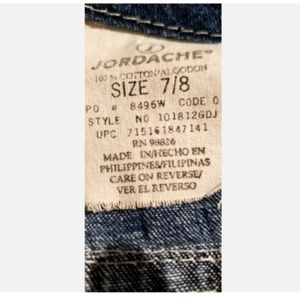 JORDACHE®
100% COTTON/ALGODON
SIZE 7/8
PO # 8496W CODE 0
STYLE NO 101812GDJ
UPC 715161847141
RN 98826
MADE IN/HECHO EN
PHILIPPINES/FILIPINAS
CARE ON REVERSE/
VER EL REVERSO